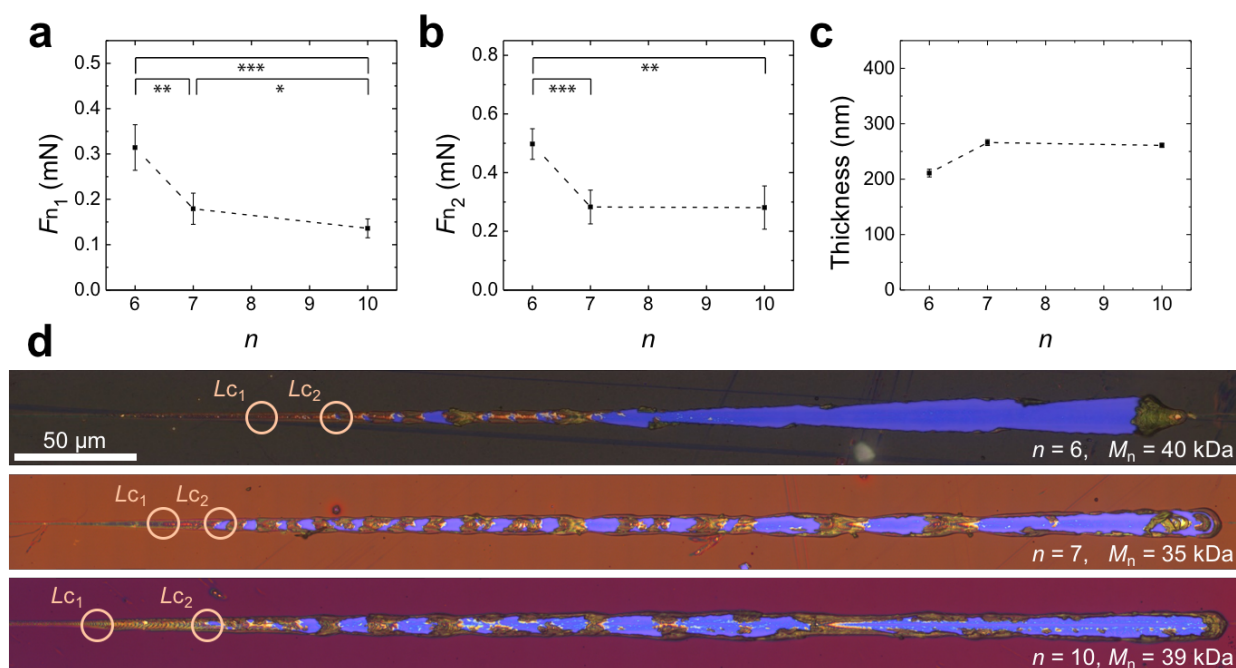 a
0.5
0.4
0.3
0.2
0.1
0.0
Fn1 (mN)
***
**
*
6
7
8
9
10
n
b
0.8
0.6
0.4
0.2
0.0
Fn2 (mN)
**
***
6
7
8
9
10
n
c
400
300
200
100
0
Thickness (nm)
6
7
8
9
10
n
d
Lc1
Lc2
50 µm
n = 6, Mn = 40 kDa
Lc1
Lc2
n = 7, Mn = 35 kDa
Lc1
Lc2
n = 10, Mn = 39 kDa